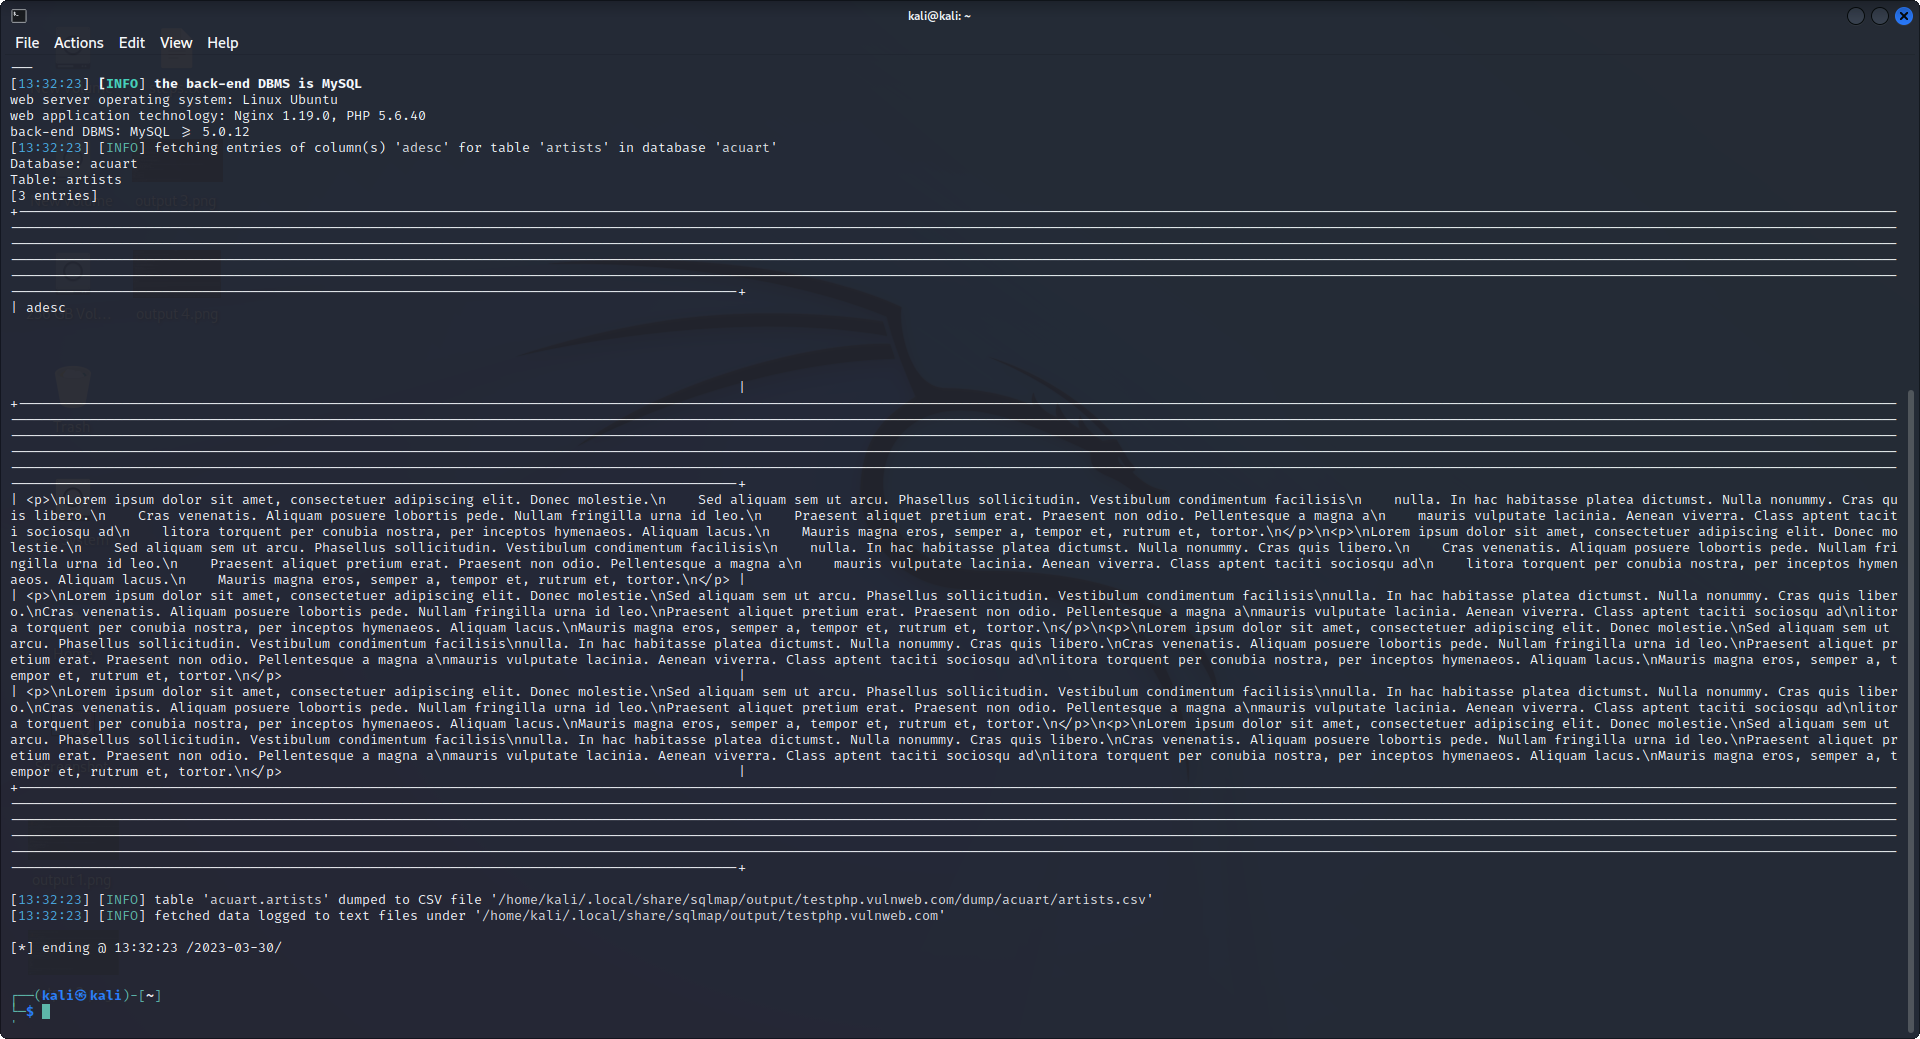 kali@kali: ~
File Actions Edit View Help
[13:32:23] [INFO] the back-end DBMS is MySQL
web server operating system: Linux Ubuntu
web application technology: Nginx 1.19.0, PHP 5.6.40
back-end DBMS: MySQL ≥ 5.0.12
[13:32:23] [INFO] fetching entries of column(s) 'adesc' for table 'artists' in database 'acuart'
Database: acuart
Table: artists
[3 entries]
output 3.png
| adesc
output 4.png
|
Trash
| <p>\nLorem ipsum dolor sit amet, consectetuer adipiscing elit. Donec molestie.\n    Sed aliquam sem ut arcu. Phasellus sollicitudin. Vestibulum condimentum facilisis\n    nulla. In hac habitasse platea dictumst. Nulla nonummy. Cras qu
is libero.\n    Cras venenatis. Aliquam posuere lobortis pede. Nullam fringilla urna id leo.\n    Praesent aliquet pretium erat. Praesent non odio. Pellentesque a magna a\n    mauris vulputate lacinia. Aenean viverra. Class aptent tacit
i sociosqu ad\n    litora torquent per conubia nostra, per inceptos hymenaeos. Aliquam lacus.\n    Mauris magna eros, semper a, tempor et, rutrum et, tortor.\n</p>\n<p>\nLorem ipsum dolor sit amet, consectetuer adipiscing elit. Donec mo
lestie.\n    Sed aliquam sem ut arcu. Phasellus sollicitudin. Vestibulum condimentum facilisis\n    nulla. In hac habitasse platea dictumst. Nulla nonummy. Cras quis libero.\n    Cras venenatis. Aliquam posuere lobortis pede. Nullam fri
ngilla urna id leo.\n    Praesent aliquet pretium erat. Praesent non odio. Pellentesque a magna a\n    mauris vulputate lacinia. Aenean viverra. Class aptent taciti sociosqu ad\n    litora torquent per conubia nostra, per inceptos hymen
aeos. Aliquam lacus.\n    Mauris magna eros, semper a, tempor et, rutrum et, tortor.\n</p> |
| <p>\nLorem ipsum dolor sit amet, consectetuer adipiscing elit. Donec molestie.\nSed aliquam sem ut arcu. Phasellus sollicitudin. Vestibulum condimentum facilisis\nnulla. In hac habitasse platea dictumst. Nulla nonummy. Cras quis liber
o.\nCras venenatis. Aliquam posuere lobortis pede. Nullam fringilla urna id leo.\nPraesent aliquet pretium erat. Praesent non odio. Pellentesque a magna a\nmauris vulputate lacinia. Aenean viverra. Class aptent taciti sociosqu ad\nlitor
a torquent per conubia nostra, per inceptos hymenaeos. Aliquam lacus.\nMauris magna eros, semper a, tempor et, rutrum et, tortor.\n</p>\n<p>\nLorem ipsum dolor sit amet, consectetuer adipiscing elit. Donec molestie.\nSed aliquam sem ut
arcu. Phasellus sollicitudin. Vestibulum condimentum facilisis\nnulla. In hac habitasse platea dictumst. Nulla nonummy. Cras quis libero.\nCras venenatis. Aliquam posuere lobortis pede. Nullam fringilla urna id leo.\nPraesent aliquet pr
etium erat. Praesent non odio. Pellentesque a magna a\nmauris vulputate lacinia. Aenean viverra. Class aptent taciti sociosqu ad\nlitora torquent per conubia nostra, per inceptos hymenaeos. Aliquam lacus.\nMauris magna eros, semper a, t
empor et, rutrum et, tortor.\n</p> |
| <p>\nLorem ipsum dolor sit amet, consectetuer adipiscing elit. Donec molestie.\nSed aliquam sem ut arcu. Phasellus sollicitudin. Vestibulum condimentum facilisis\nnulla. In hac habitasse platea dictumst. Nulla nonummy. Cras quis liber
o.\nCras venenatis. Aliquam posuere lobortis pede. Nullam fringilla urna id leo.\nPraesent aliquet pretium erat. Praesent non odio. Pellentesque a magna a\nmauris vulputate lacinia. Aenean viverra. Class aptent taciti sociosqu ad\nlitor
a torquent per conubia nostra, per inceptos hymenaeos. Aliquam lacus.\nMauris magna eros, semper a, tempor et, rutrum et, tortor.\n</p>\n<p>\nLorem ipsum dolor sit amet, consectetuer adipiscing elit. Donec molestie.\nSed aliquam sem ut
arcu. Phasellus sollicitudin. Vestibulum condimentum facilisis\nnulla. In hac habitasse platea dictumst. Nulla nonummy. Cras quis libero.\nCras venenatis. Aliquam posuere lobortis pede. Nullam fringilla urna id leo.\nPraesent aliquet pr
etium erat. Praesent non odio. Pellentesque a magna a\nmauris vulputate lacinia. Aenean viverra. Class aptent taciti sociosqu ad\nlitora torquent per conubia nostra, per inceptos hymenaeos. Aliquam lacus.\nMauris magna eros, semper a, t
empor et, rutrum et, tortor.\n</p> |
output 1.png
[13:32:23] [INFO] table 'acuart.artists' dumped to CSV file '/home/kali/.local/share/sqlmap/output/testphp.vulnweb.com/dump/acuart/artists.csv'
[13:32:23] [INFO] fetched data logged to text files under '/home/kali/.local/share/sqlmap/output/testphp.vulnweb.com'
[*] ending @ 13:32:23 /2023-03-30/
┌──(kali㉿kali)-[~]
└─$